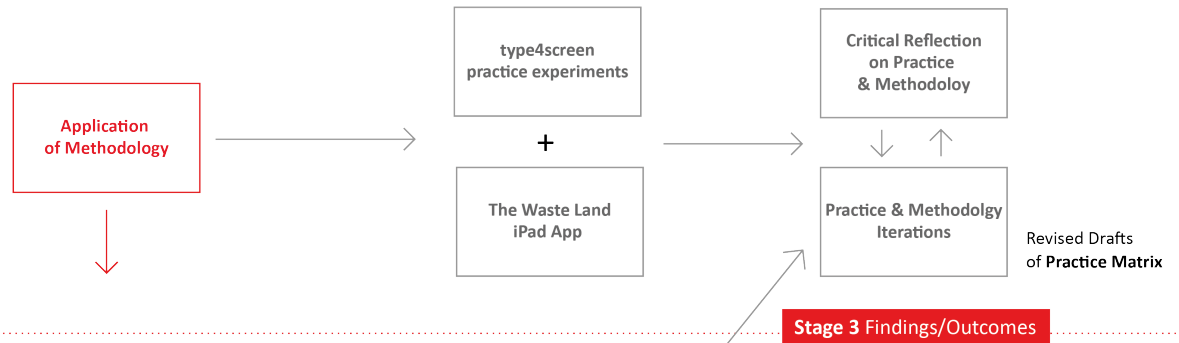 Application
of Methodology
type4screen
practice experiments
+
The Waste Land
iPad App
Critical Reflection
on Practice
& Methodoloy
Practice & Methodolgy
Iterations
Revised Drafts
of Practice Matrix
Stage 3 Findings/Outcomes